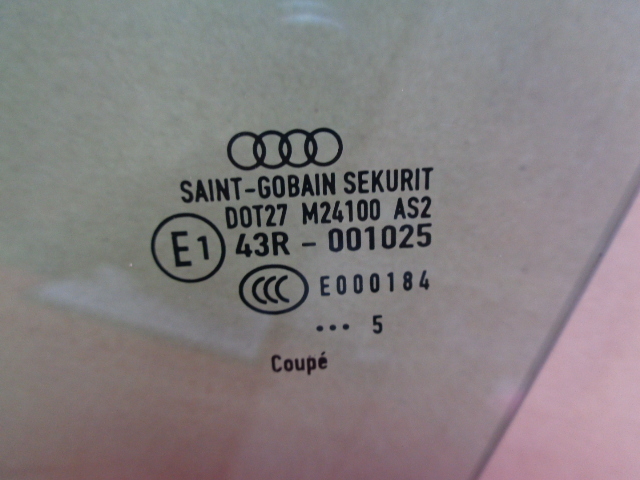 SAINT-GOBAIN SEKURIT
DOT27 M24100 AS2
E1 43R - 001025
CCC E000184
••• 5
Coupé